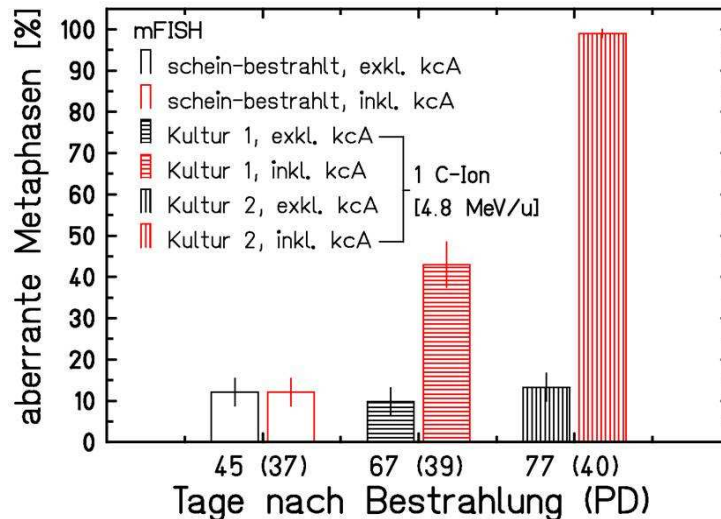 aberrante Metaphasen [%]
100
90
80
70
60
50
40
30
20
10
0
mFISH
schein-bestrahlt, exkl. kcA
schein-bestrahlt, inkl. kcA
Kultur 1, exkl. kcA
Kultur 1, inkl. kcA
Kultur 2, exkl. kcA
Kultur 2, inkl. kcA
1 C-Ion
[4.8 MeV/u]
45 (37) 67 (39) 77 (40)
Tage nach Bestrahlung (PD)